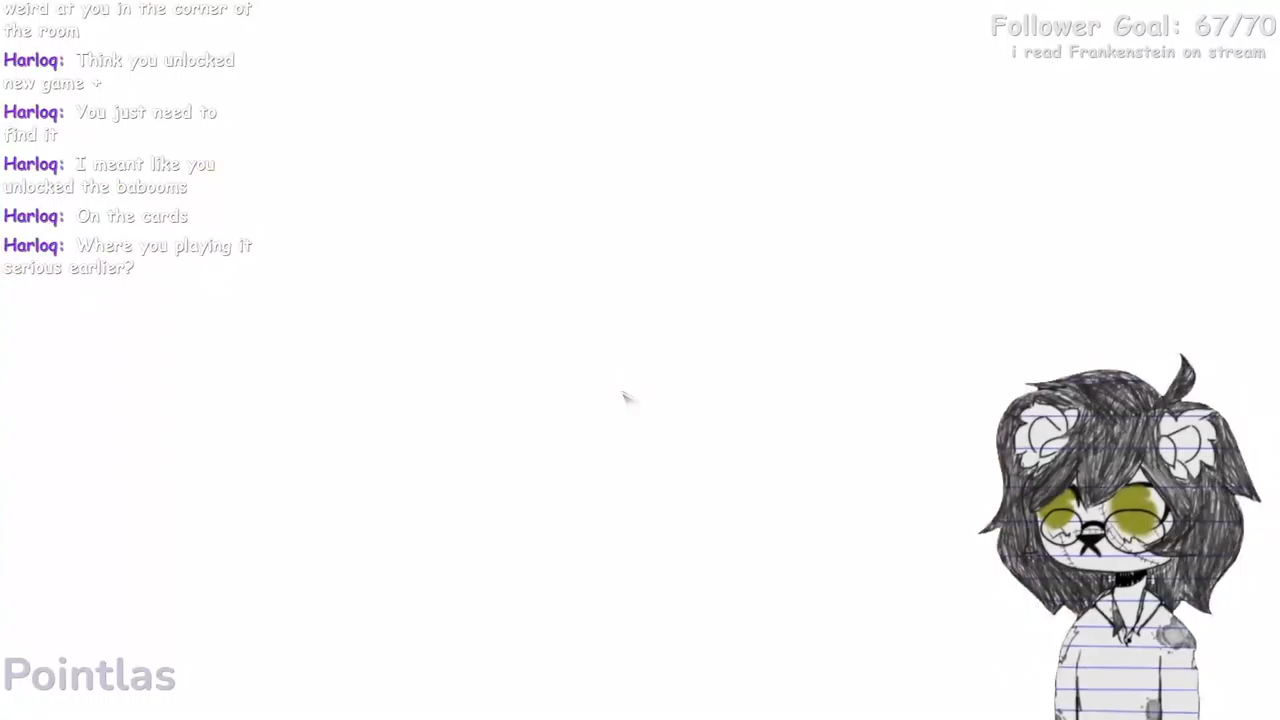 weird at you in the corner of
the room
Harloq: Think you unlocked
new game +
Harloq: You just need to
find it
Harloq: I meant like you
unlocked the babooms
Harloq: On the cards
Harloq: Where you playing it
serious earlier?
Follower Goal: 67/70
i read Frankenstein on stream
Pointlas